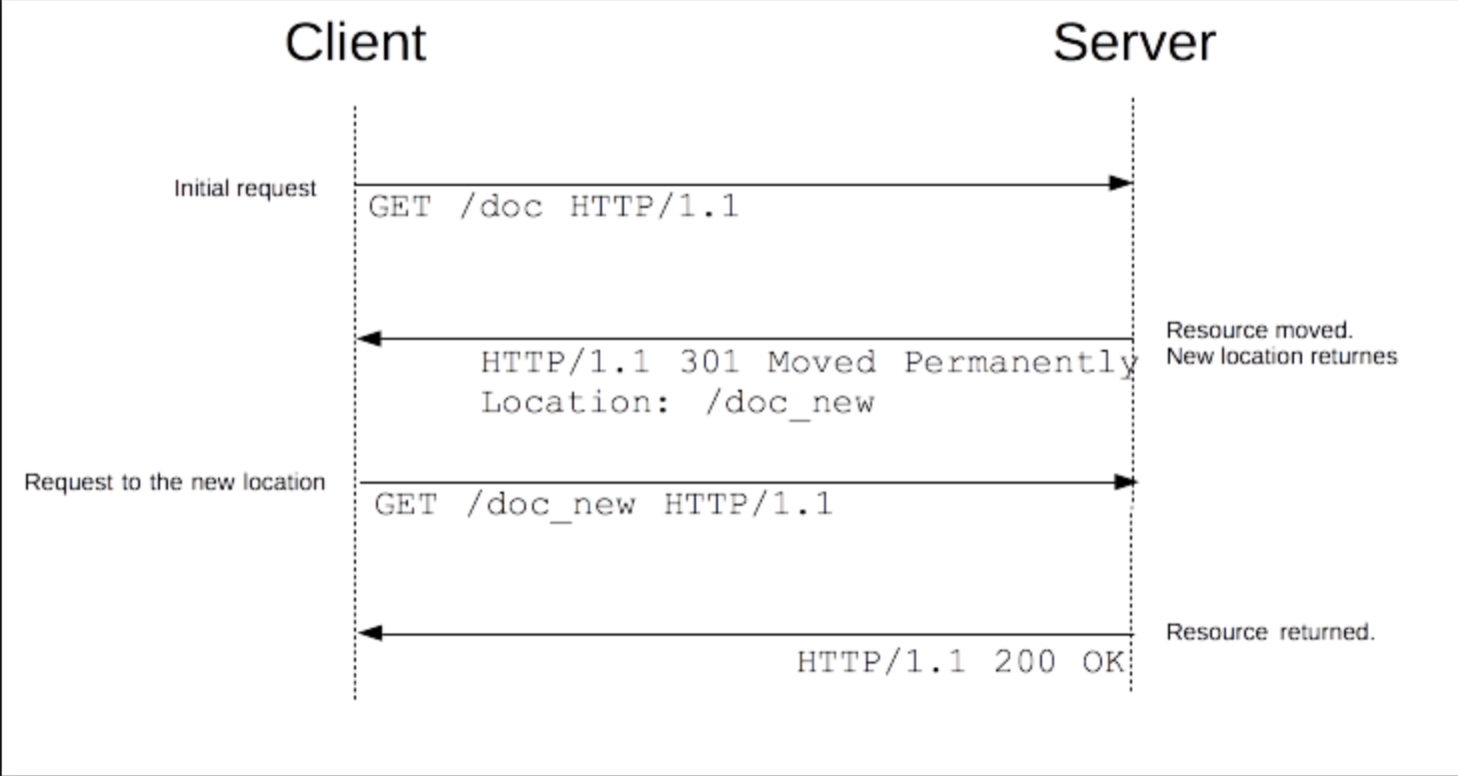 Client
Server
Initial request
GET /doc HTTP/1.1
Resource moved.
New location returnes
HTTP/1.1 301 Moved Permanently
Location: /doc_new
Request to the new location
GET /doc_new HTTP/1.1
Resource returned.
HTTP/1.1 200 OK